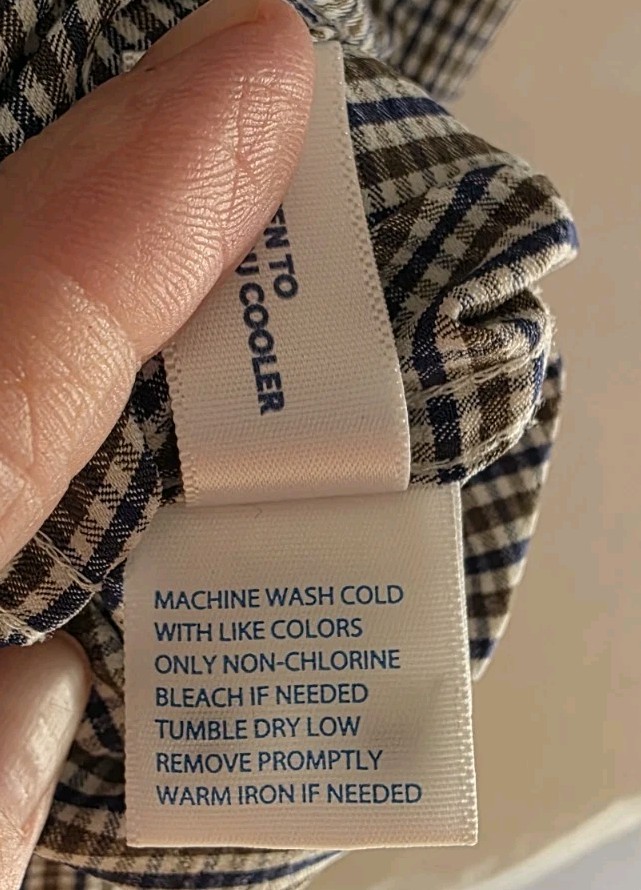 TO
COOLER
MACHINE WASH COLD
WITH LIKE COLORS
ONLY NON-CHLORINE
BLEACH IF NEEDED
TUMBLE DRY LOW
REMOVE PROMPTLY
WARM IRON IF NEEDED